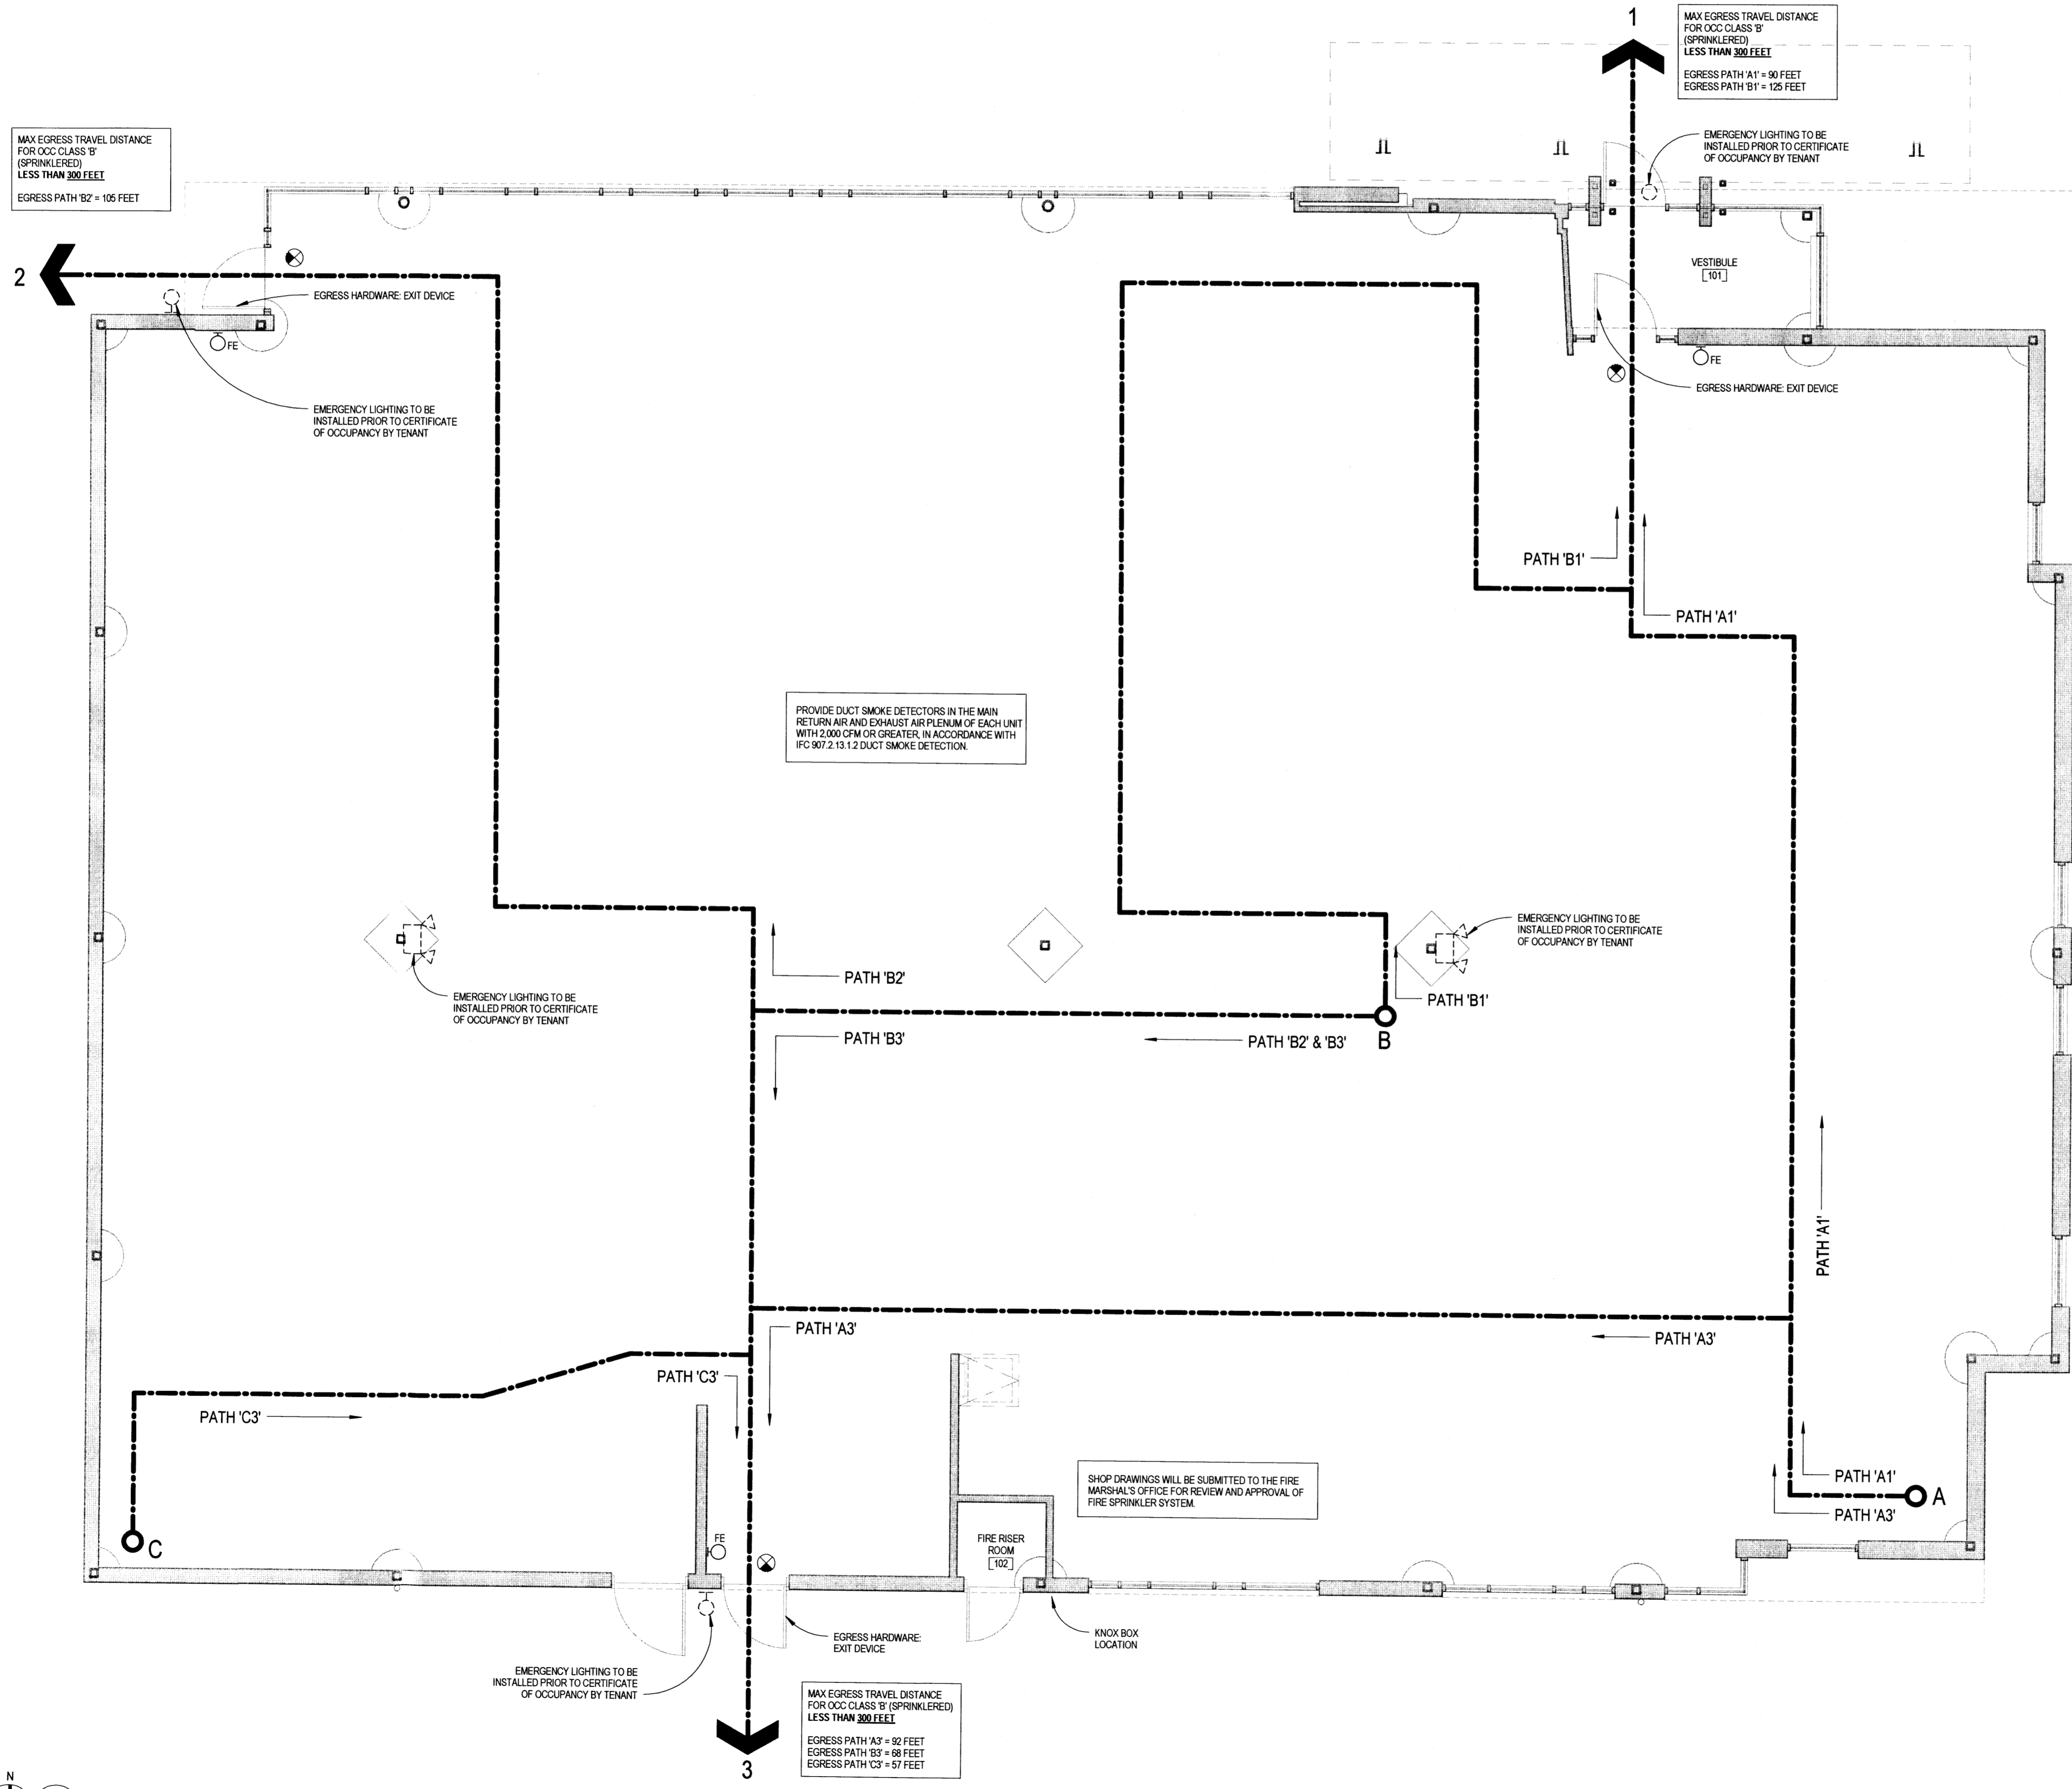 1
MAX EGRESS TRAVEL DISTANCE
FOR OCC CLASS 'B'
(SPRINKLERED)
LESS THAN 300 FEET
EGRESS PATH 'A1' = 90 FEET
EGRESS PATH 'B1' = 125 FEET
MAX EGRESS TRAVEL DISTANCE
FOR OCC CLASS 'B'
(SPRINKLERED)
LESS THAN 300 FEET
EGRESS PATH 'B2' = 105 FEET
EMERGENCY LIGHTING TO BE
INSTALLED PRIOR TO CERTIFICATE
OF OCCUPANCY BY TENANT
2
EGRESS HARDWARE: EXIT DEVICE
VESTIBULE
101
FE
FE
EGRESS HARDWARE: EXIT DEVICE
EMERGENCY LIGHTING TO BE
INSTALLED PRIOR TO CERTIFICATE
OF OCCUPANCY BY TENANT
PATH 'B1'
PATH 'A1'
PROVIDE DUCT SMOKE DETECTORS IN THE MAIN
RETURN AIR AND EXHAUST AIR PLENUM OF EACH UNIT
WITH 2,000 CFM OR GREATER, IN ACCORDANCE WITH
IFC 907.2.13.1.2 DUCT SMOKE DETECTION.
EMERGENCY LIGHTING TO BE
INSTALLED PRIOR TO CERTIFICATE
OF OCCUPANCY BY TENANT
PATH 'B2'
PATH 'B1'
EMERGENCY LIGHTING TO BE
INSTALLED PRIOR TO CERTIFICATE
OF OCCUPANCY BY TENANT
PATH 'B3'
PATH 'B2' & 'B3'
B
PATH 'A1'
PATH 'A3'
PATH 'A3'
PATH 'C3'
PATH 'C3'
SHOP DRAWINGS WILL BE SUBMITTED TO THE FIRE
MARSHAL'S OFFICE FOR REVIEW AND APPROVAL OF
FIRE SPRINKLER SYSTEM.
PATH 'A1'
A
PATH 'A3'
C
FE
FIRE RISER
ROOM
102
EGRESS HARDWARE:
EXIT DEVICE
KNOX BOX
LOCATION
EMERGENCY LIGHTING TO BE
INSTALLED PRIOR TO CERTIFICATE
OF OCCUPANCY BY TENANT
MAX EGRESS TRAVEL DISTANCE
FOR OCC CLASS 'B' (SPRINKLERED)
LESS THAN 300 FEET
EGRESS PATH 'A3' = 92 FEET
EGRESS PATH 'B3' = 68 FEET
EGRESS PATH 'C3' = 57 FEET
3
N